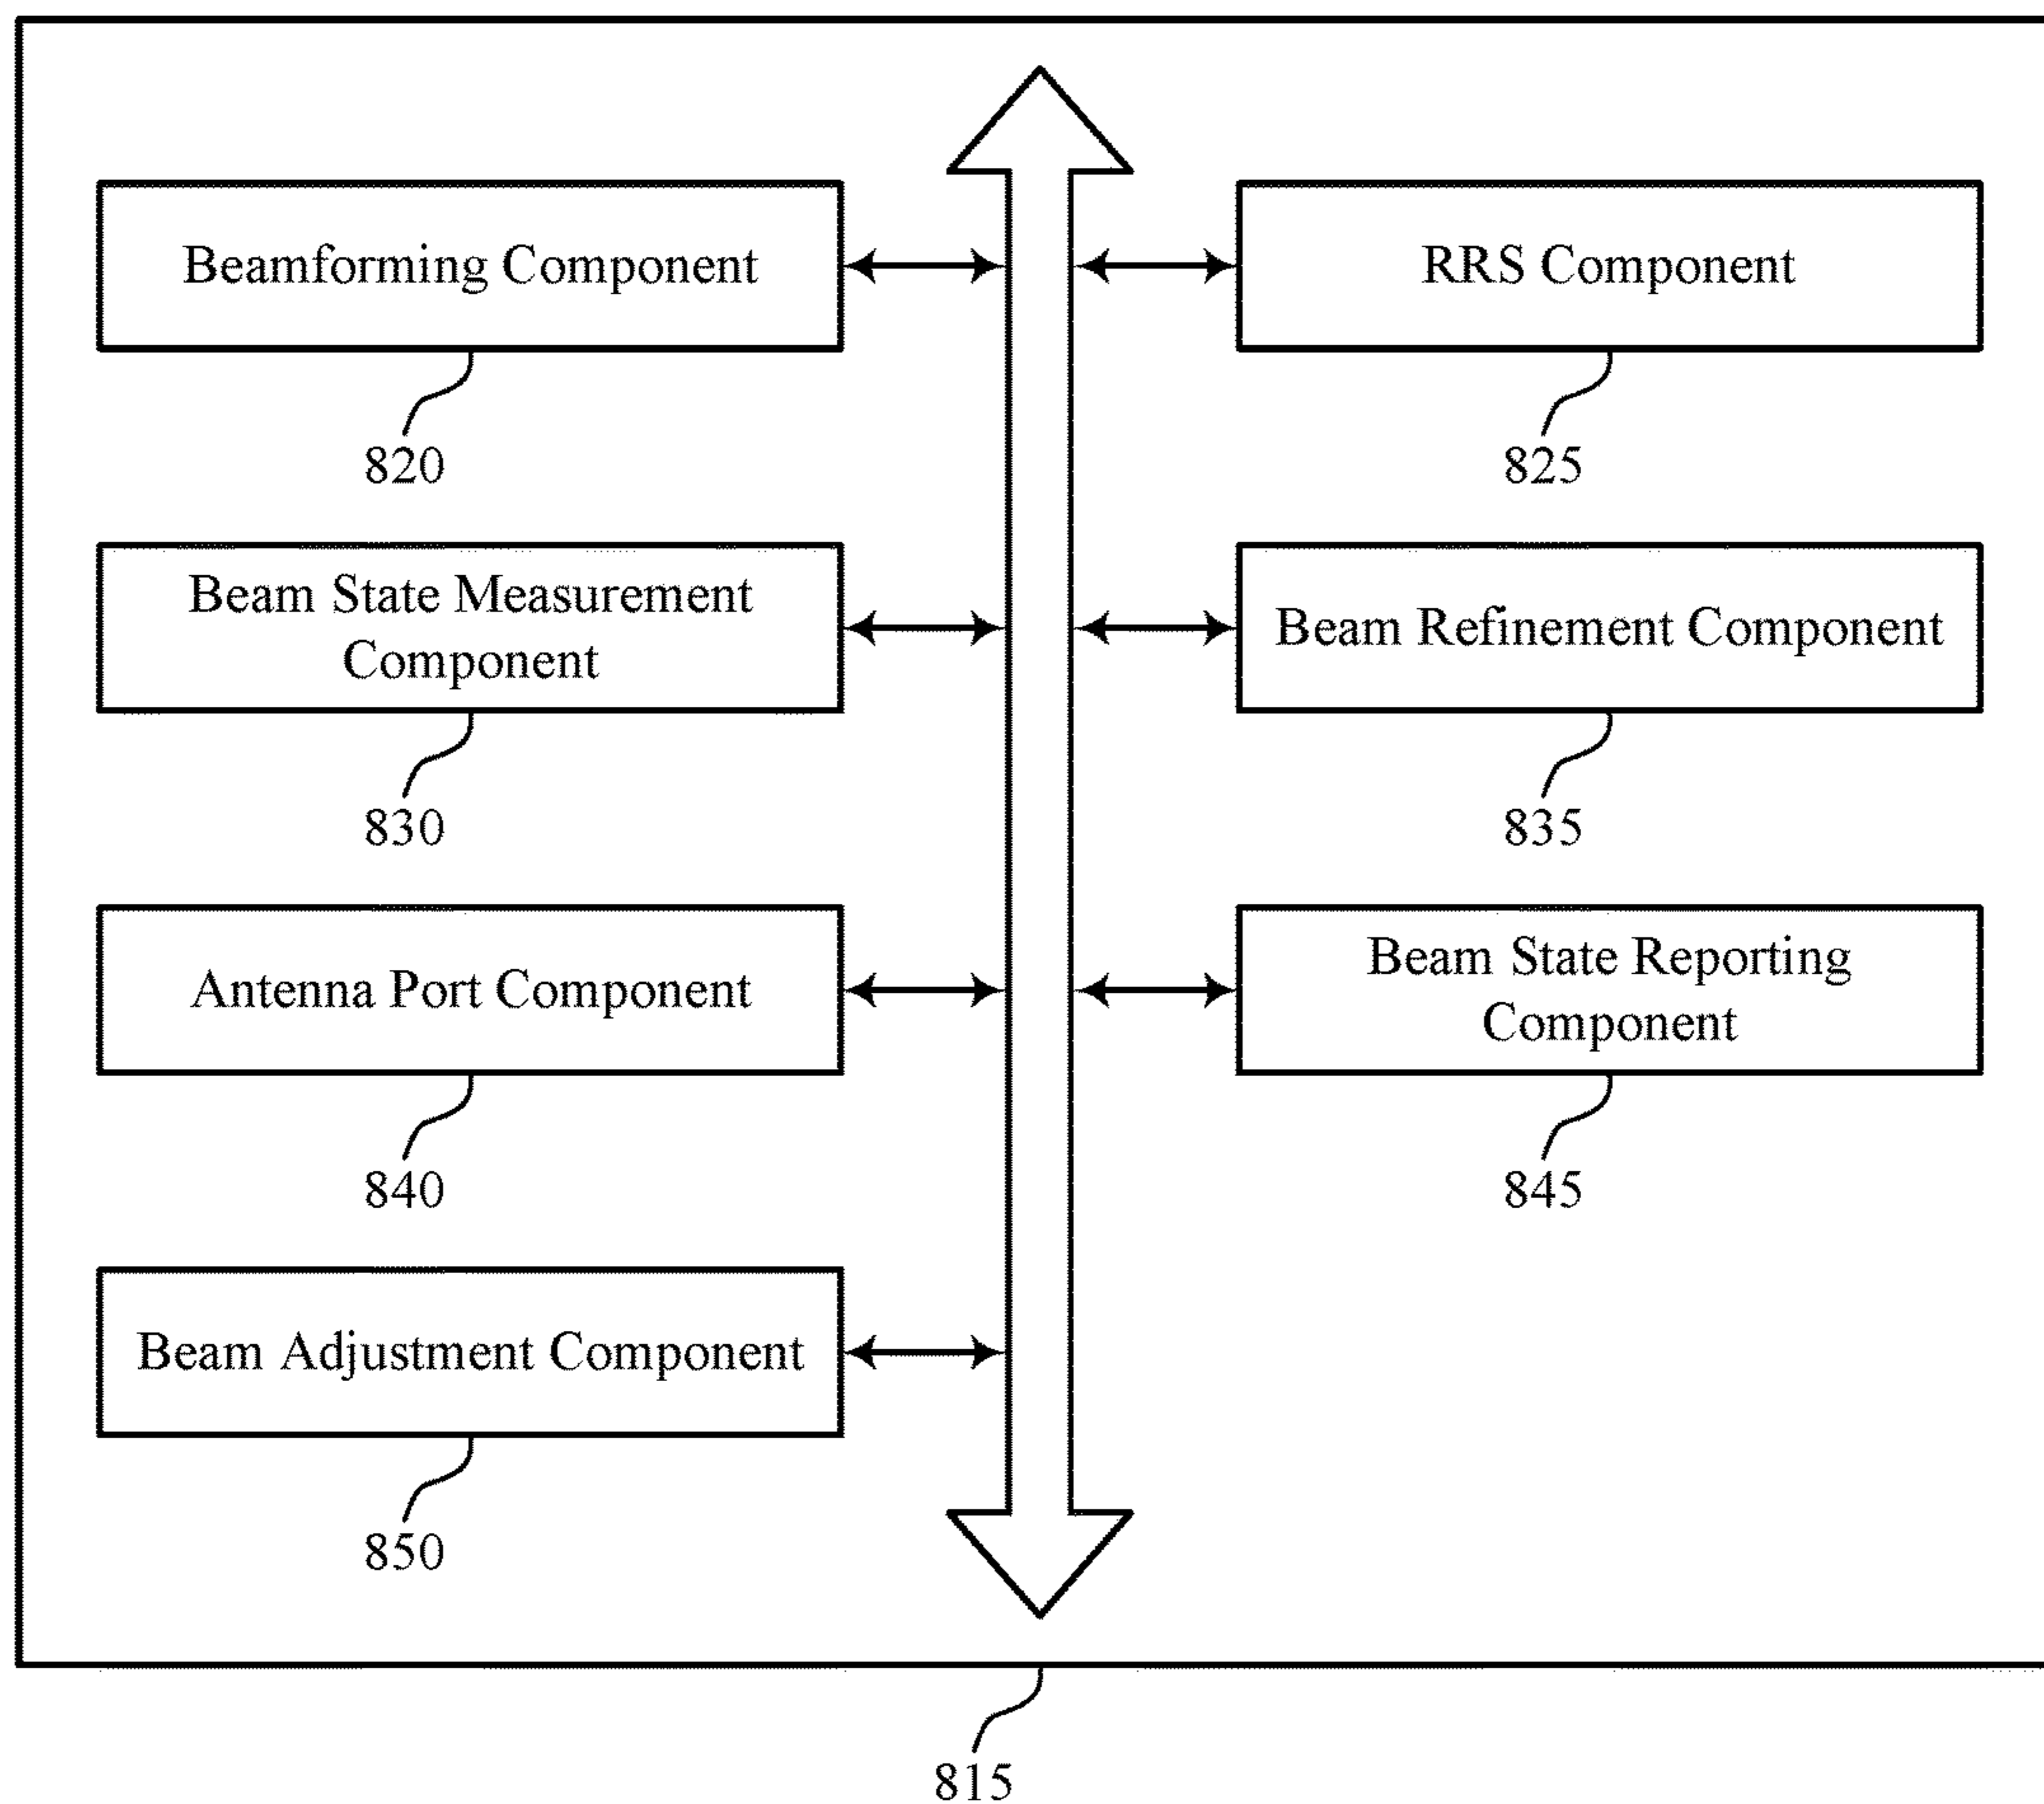 Beamforming Component
RRS Component
820
825
Beam State Measurement
Component
Beam Refinement Component
830
835
Antenna Port Component
Beam State Reporting
Component
840
845
Beam Adjustment Component
850
815